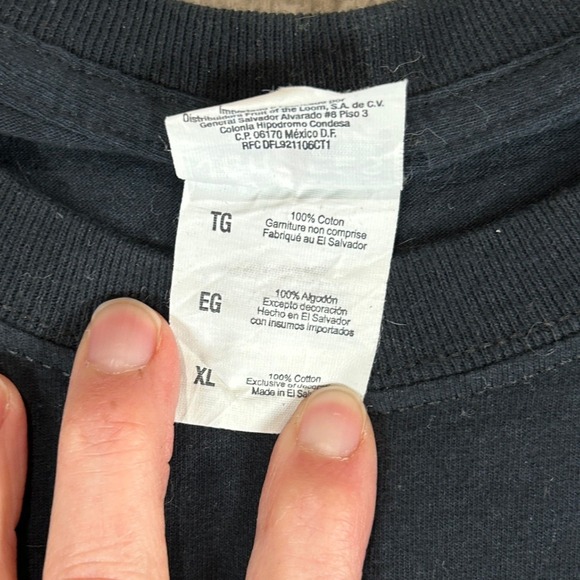 Distribuidora Fruit of the Loom, S.A. de C.V.
General Salvador Alvarado #8 Piso 3
Colonia Hipodromo Condesa
C.P. 06170 México D.F.
RFC DFL921106CT1
TG
100% Coton
Garniture non comprise
Fabriqué au El Salvador
EG
100% Algodón
Excepto decoración
Hecho en El Salvador
con insumos importados
XL
100% Cotton
Exclusive of
Made in El